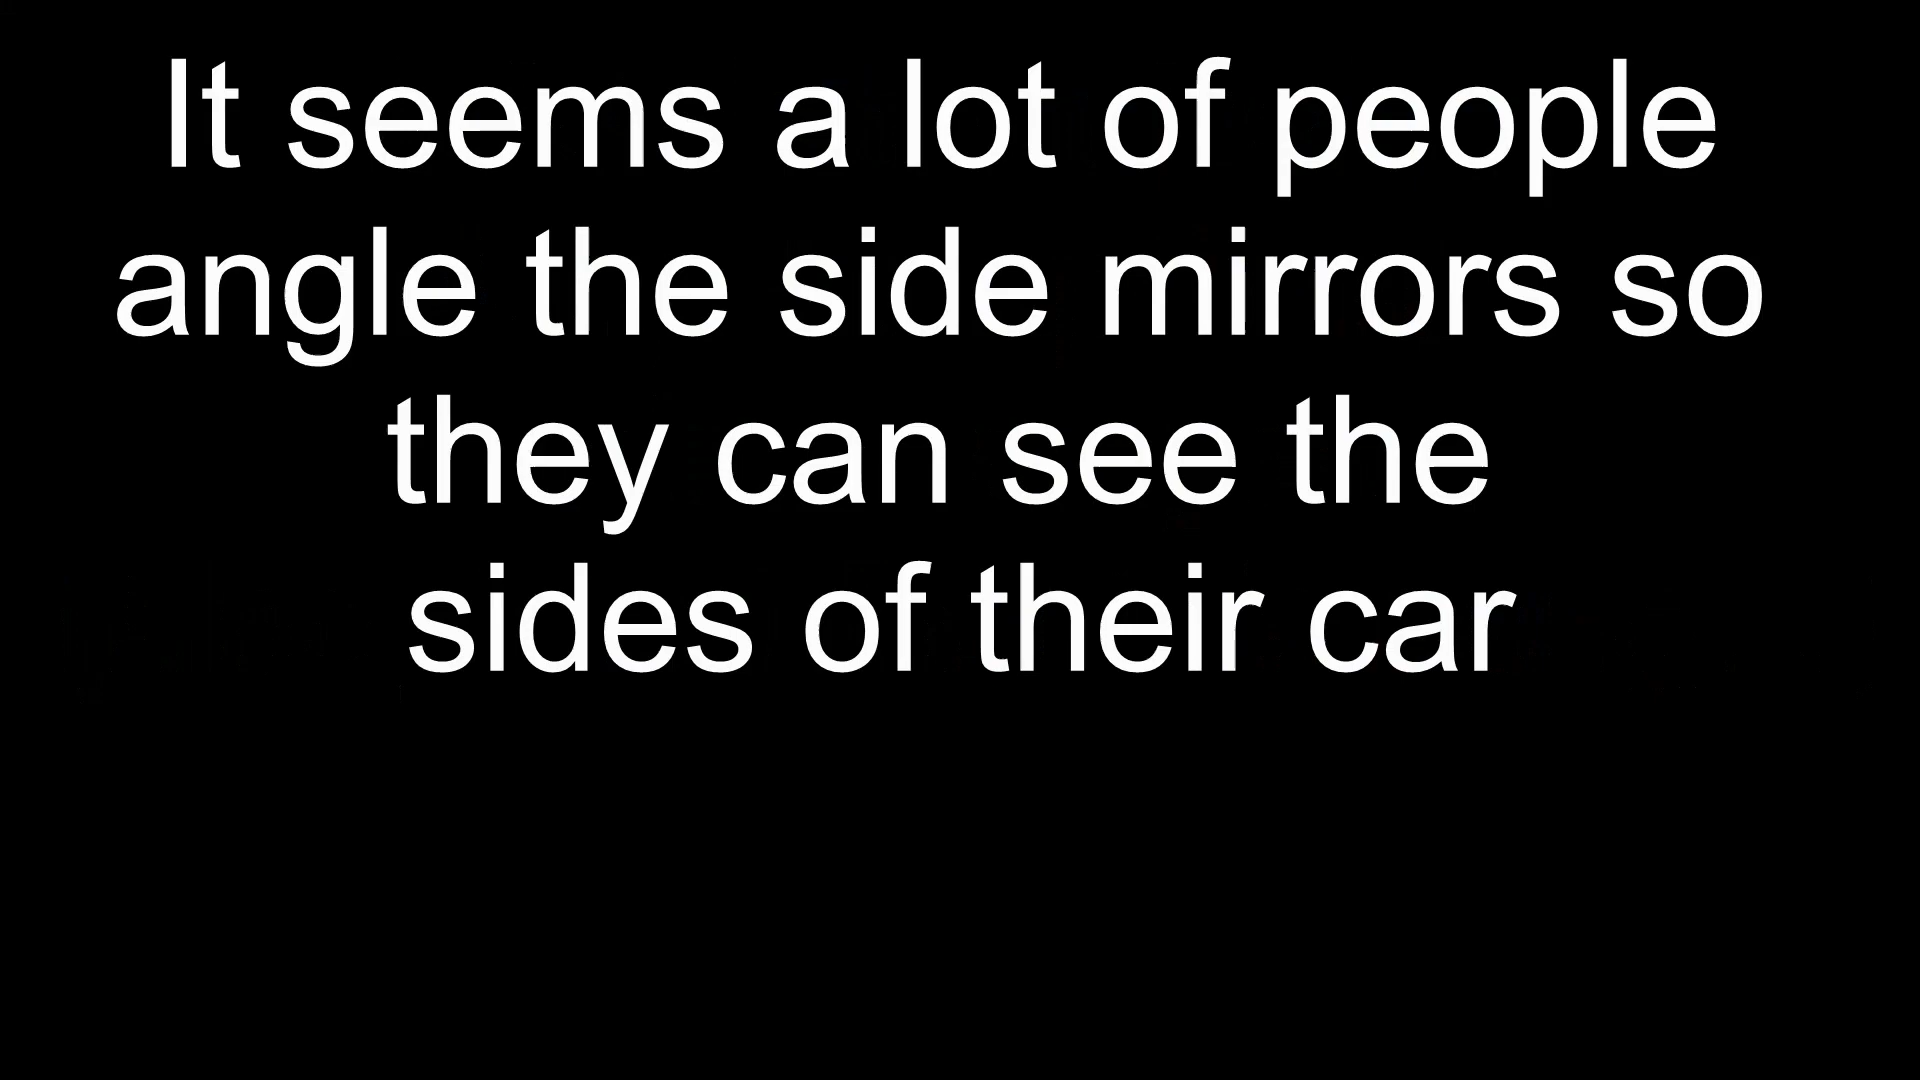 It seems a lot of people
angle the side mirrors so
they can see the
sides of their car